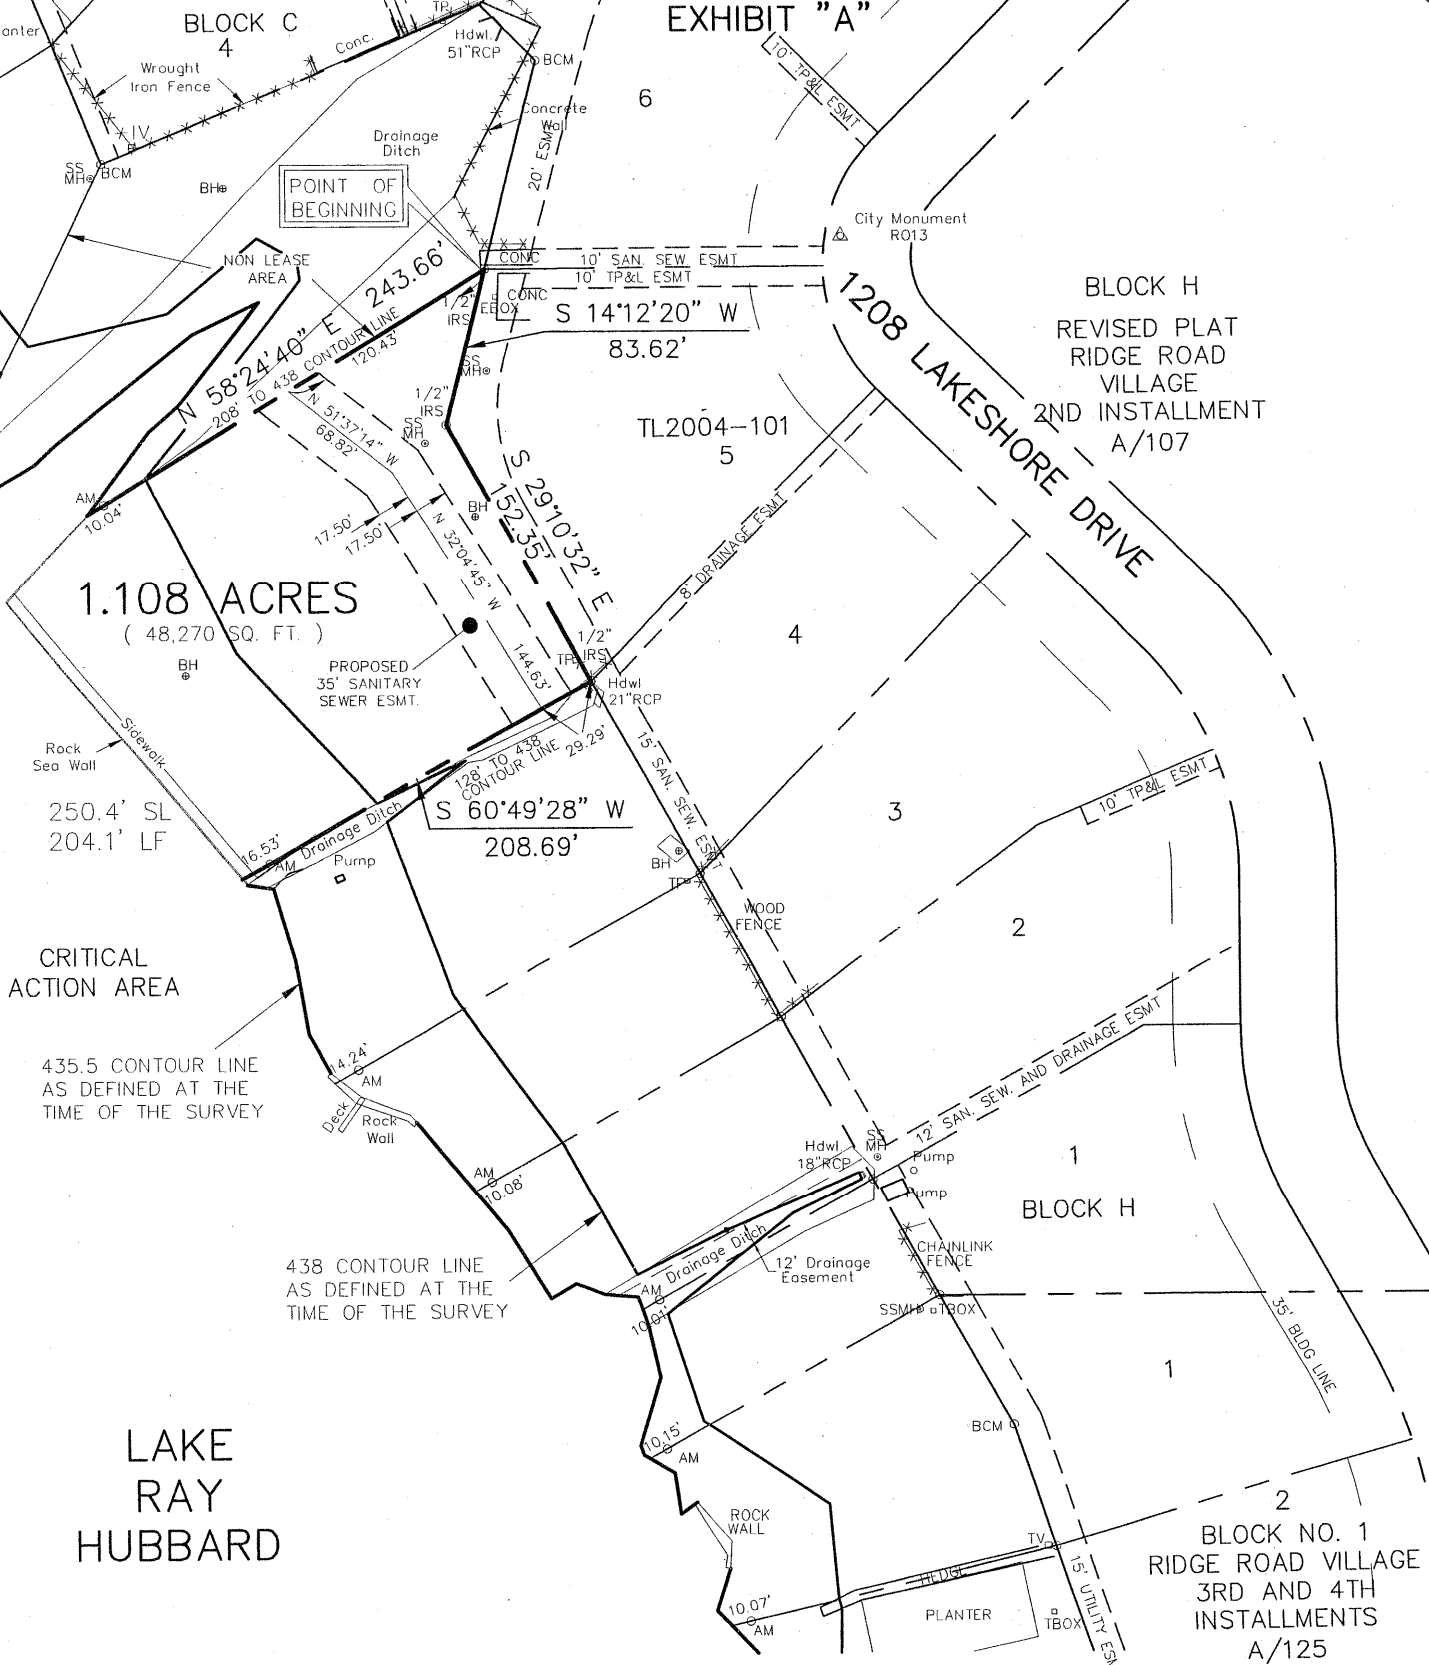 EXHIBIT "A"
BLOCK C
4
anter
Wrought
Iron Fence
Conc.
TP
Hdwl.
51"RCP
BCM
Concrete
Wall
Drainage
Ditch
20' ESMT
6
10' TP&L ESMT
IV
SS
MH
BCM
BH
POINT OF
BEGINNING
NON LEASE
AREA
City Monument
R013
CONC
10' SAN. SEW. ESMT
10' TP&L ESMT
CONC
EBOX
1/2"
IRS
S 14°12'20" W
83.62'
1208 LAKESHORE DRIVE
BLOCK H
REVISED PLAT
RIDGE ROAD
VILLAGE
2ND INSTALLMENT
A/107
N 58°24'40" E 243.66'
208' TO 438 CONTOUR LINE
120.43'
SS
MH
1/2"
IRS
SS
MH
N 51°37'14" W
68.82'
TL2004-101
5
S 29°10'32" E
152.35'
AM
10.04'
BH
17.50'
17.50'
N 32°04'45" W
144.63'
8' DRAINAGE ESMT
1.108 ACRES
( 48,270 SQ. FT. )
BH
PROPOSED
35' SANITARY
SEWER ESMT.
1/2"
IRS
TP
Hdwl
21"RCP
4
Rock
Sea Wall
Sidewalk
250.4' SL
204.1' LF
128' TO 438
CONTOUR LINE
29.29'
15' SAN. SEW. ESMT
10' TP&L ESMT
3
S 60°49'28" W
208.69'
16.53'
AM
Drainage Ditch
Pump
BH
TP
WOOD
FENCE
2
CRITICAL
ACTION AREA
435.5 CONTOUR LINE
AS DEFINED AT THE
TIME OF THE SURVEY
14.24'
AM
Deck
Rock
Wall
12' SAN. SEW. AND DRAINAGE ESMT
SS
MH
Hdwl
18"RCP
Pump
Pump
1
BLOCK H
AM
10.08'
438 CONTOUR LINE
AS DEFINED AT THE
TIME OF THE SURVEY
Drainage Ditch
12' Drainage
Easement
CHAINLINK
FENCE
AM
10.01'
SSMH
TBOX
35' BLDG LINE
1
BCM
10.15'
AM
LAKE
RAY
HUBBARD
ROCK
WALL
TV
HEDGE
10.07'
AM
PLANTER
TBOX
15' UTILITY ESM
2
BLOCK NO. 1
RIDGE ROAD VILLAGE
3RD AND 4TH
INSTALLMENTS
A/125